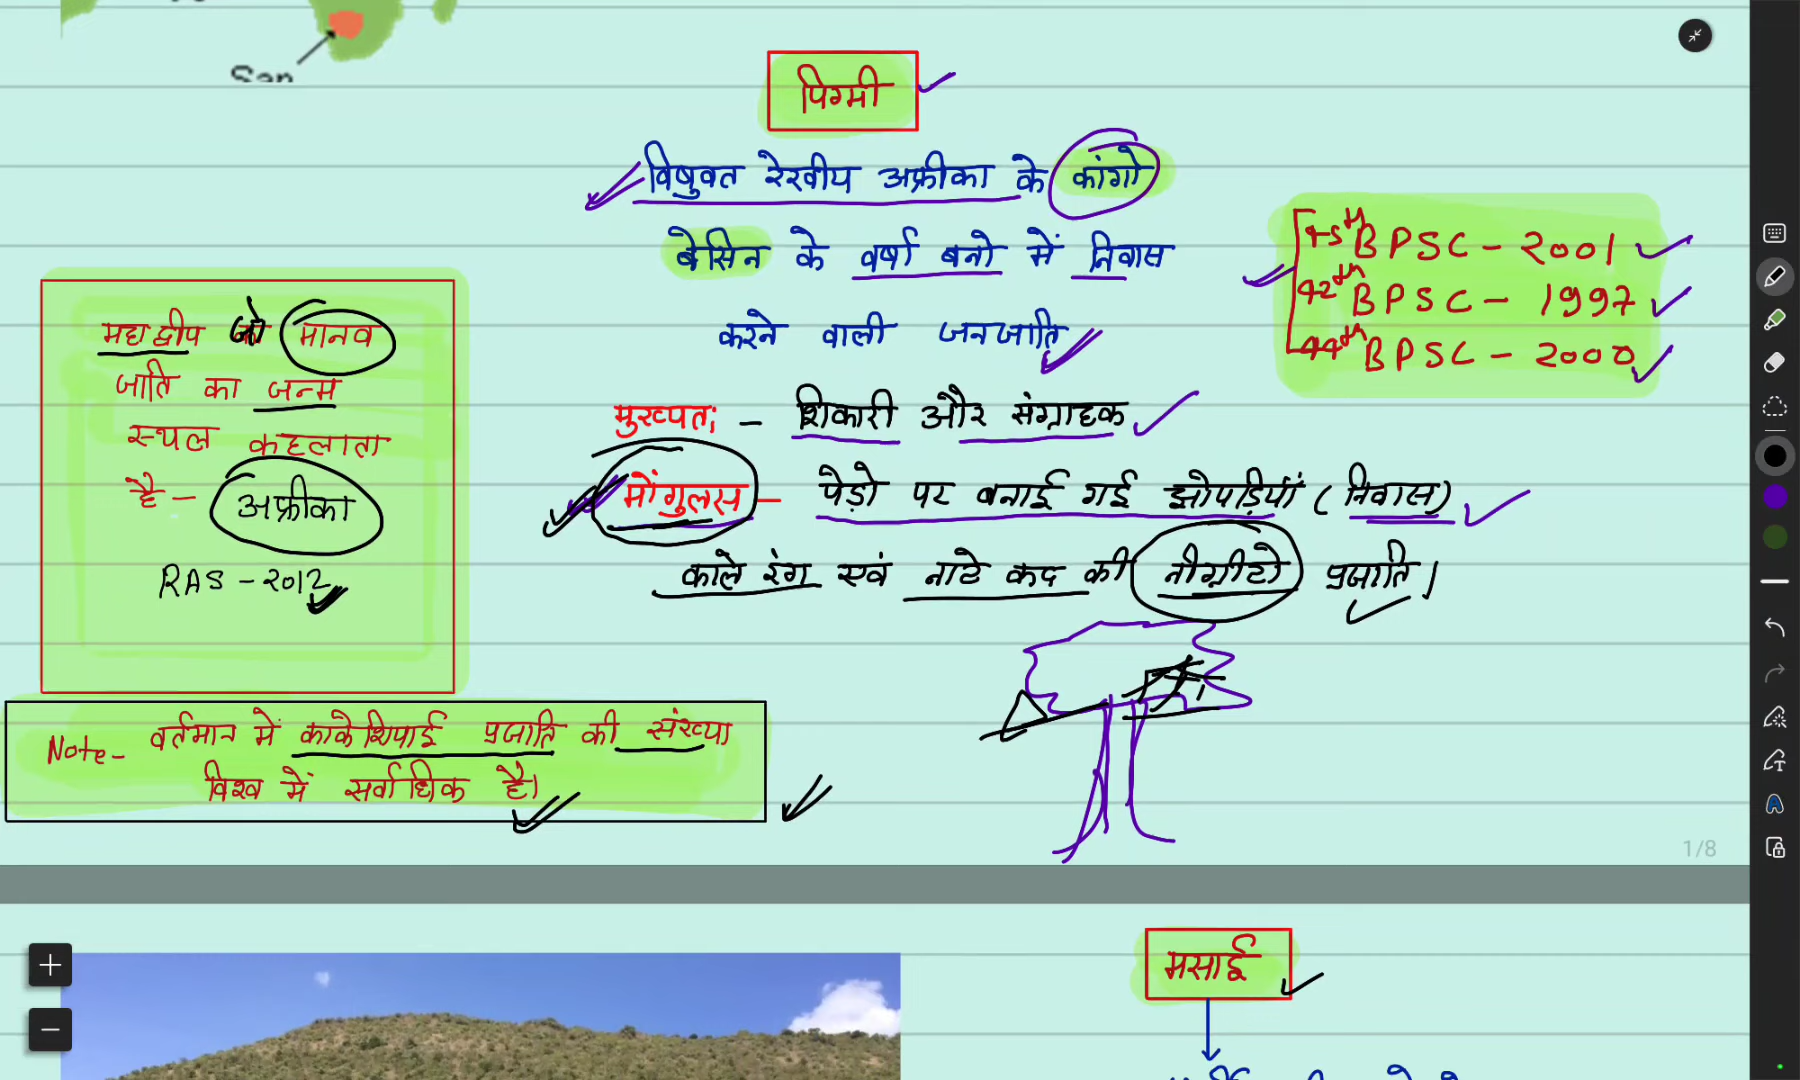 San
पिग्मी
विषुवत रेखीय अफ्रीका के कांगो
बेसिन के वर्षा बनो में निवास
करने वाली जनजाति
मुख्यतः - शिकारी और संग्राहक
मोंगुलस - पेड़ो पर बनाई गई झोपड़ियां (निवास)
काले रंग एवं नाटे कद की नीग्रीटो प्रजाति।
45th BPSC - 2001
42th BPSC - 1997
44th BPSC - 2000
महाद्वीप जो मानव
जाति का जन्म
स्थल कहलाता
है - अफ्रीका
RAS - 2012
Note - वर्तमान में काकेशियाई प्रजाति की संख्या
विश्व में सर्वाधिक है।
1/8
मसाई